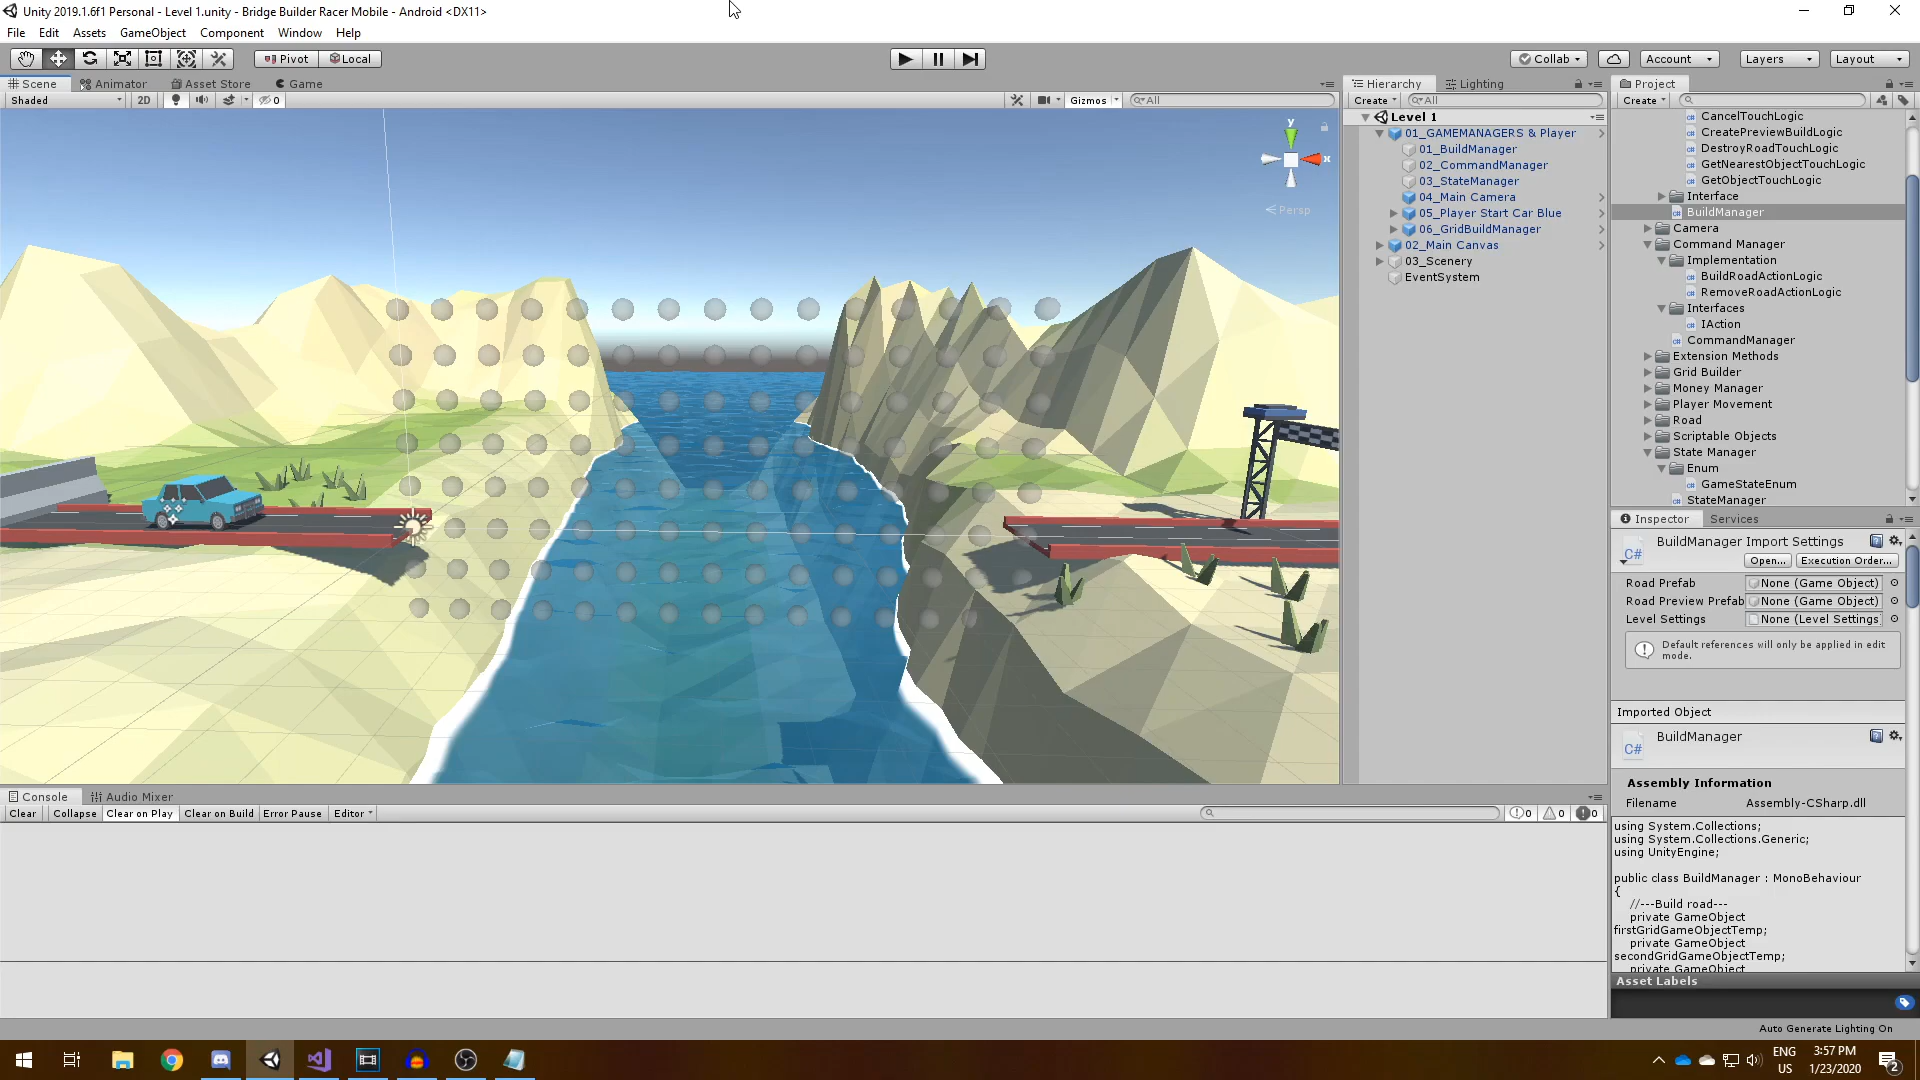 Unity 2019.1.6f1 Personal - Level 1.unity - Bridge Builder Racer Mobile - Android <DX11>
File Edit Assets GameObject Component Window Help
Pivot Local Collab Account Layers Layout
Scene Animator Asset Store Game
Shaded 2D 0 Gizmos All
y
x
Persp
Hierarchy Lighting
Create All
Level 1
01_GAMEMANAGERS & Player
01_BuildManager
02_CommandManager
03_StateManager
04_Main Camera
05_Player Start Car Blue
06_GridBuildManager
02_Main Canvas
03_Scenery
EventSystem
Project
Create
CancelTouchLogic
CreatePreviewBuildLogic
DestroyRoadTouchLogic
GetNearestObjectTouchLogic
GetObjectTouchLogic
Interface
BuildManager
Camera
Command Manager
Implementation
BuildRoadActionLogic
RemoveRoadActionLogic
Interfaces
IAction
CommandManager
Extension Methods
Grid Builder
Money Manager
Player Movement
Road
Scriptable Objects
State Manager
Enum
GameStateEnum
StateManager
Inspector Services
C#
BuildManager Import Settings
Open... Execution Order...
Road Prefab None (Game Object)
Road Preview Prefab None (Game Object)
Level Settings None (Level Settings
Default references will only be applied in edit
mode.
Imported Object
C#
BuildManager
Assembly Information
Filename Assembly-CSharp.dll
using System.Collections;
using System.Collections.Generic;
using UnityEngine;
public class BuildManager : MonoBehaviour
{
//---Build road---
private GameObject
firstGridGameObjectTemp;
private GameObject
secondGridGameObjectTemp;
private GameObject
Asset Labels
Console Audio Mixer
Clear Collapse Clear on Play Clear on Build Error Pause Editor 0 0 0
Auto Generate Lighting On
ENG
US
3:57 PM
1/23/2020
2